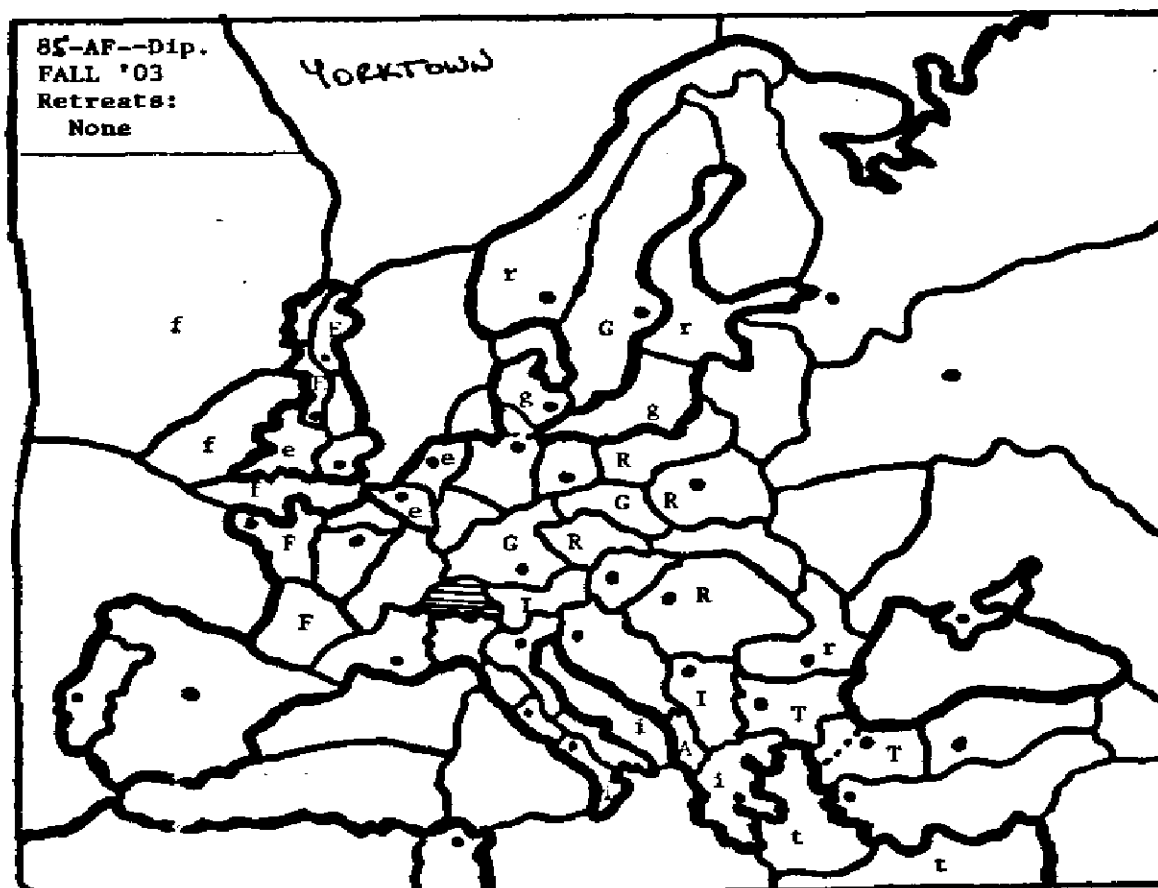 85-AF--Dip.
FALL '03
Retreats:
None
YORKTOWN
r
f
G
r
E
F
g
g
f
e
e
R
f
e
G
R
F
G
R
I
R
F
r
I
i
T
A
T
i
t
t